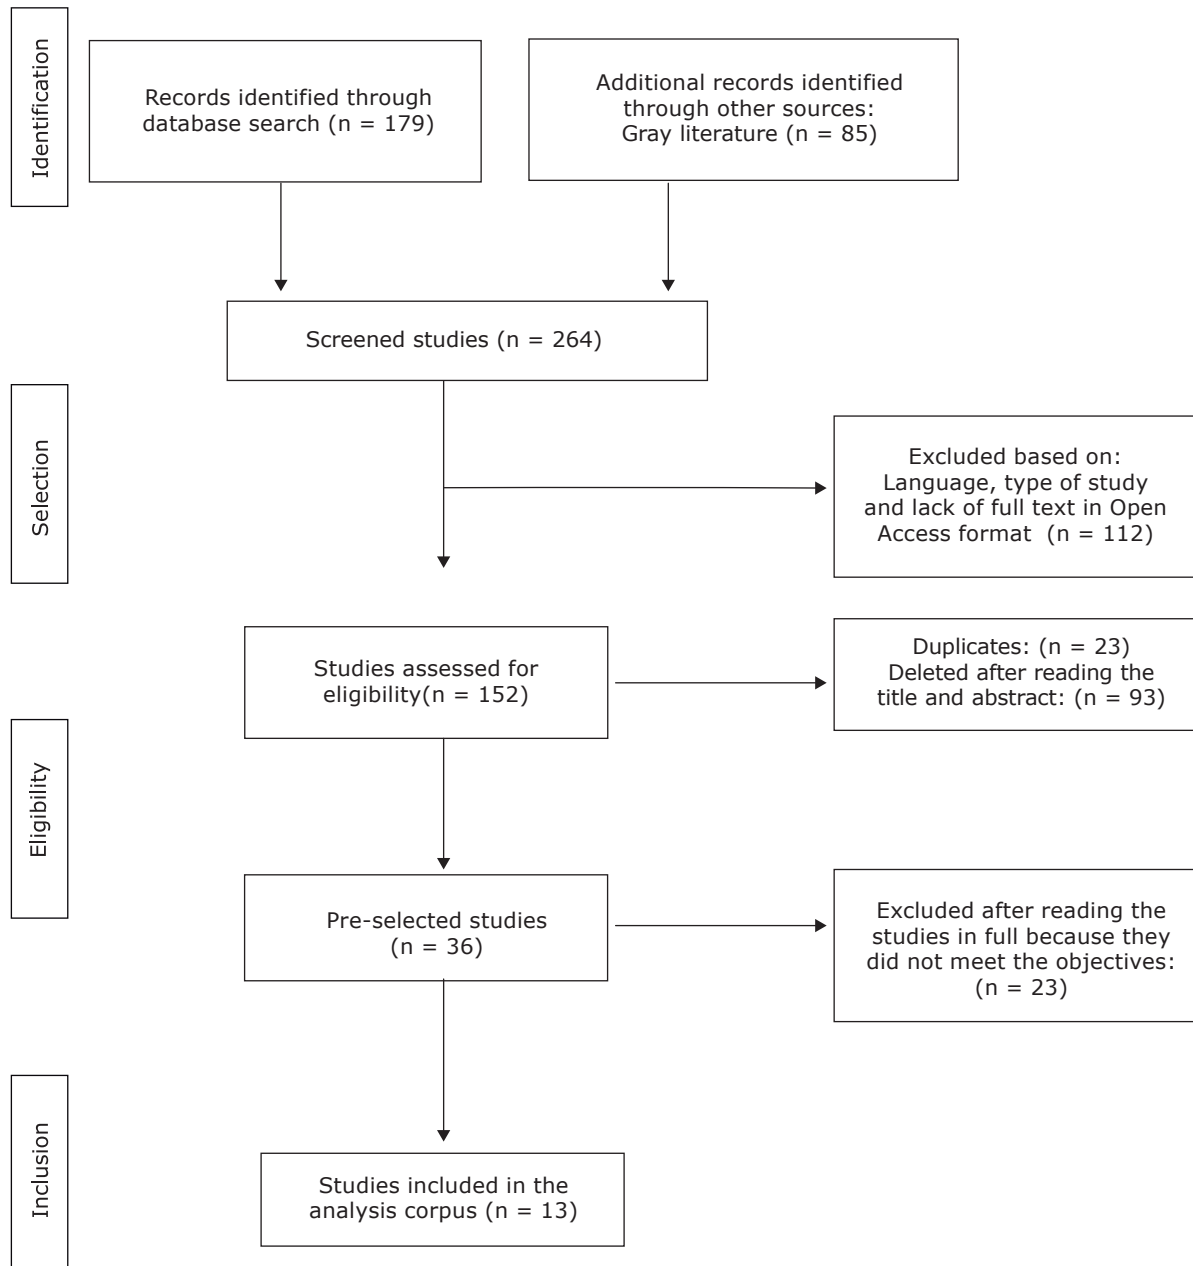 Identification
Records identified through
database search (n = 179)
Additional records identified
through other sources:
Gray literature (n = 85)
Screened studies (n = 264)
Selection
Excluded based on:
Language, type of study
and lack of full text in Open
Access format (n = 112)
Studies assessed for
eligibility(n = 152)
Duplicates: (n = 23)
Deleted after reading the
title and abstract: (n = 93)
Eligibility
Pre-selected studies
(n = 36)
Excluded after reading the
studies in full because they
did not meet the objectives:
(n = 23)
Inclusion
Studies included in the
analysis corpus (n = 13)